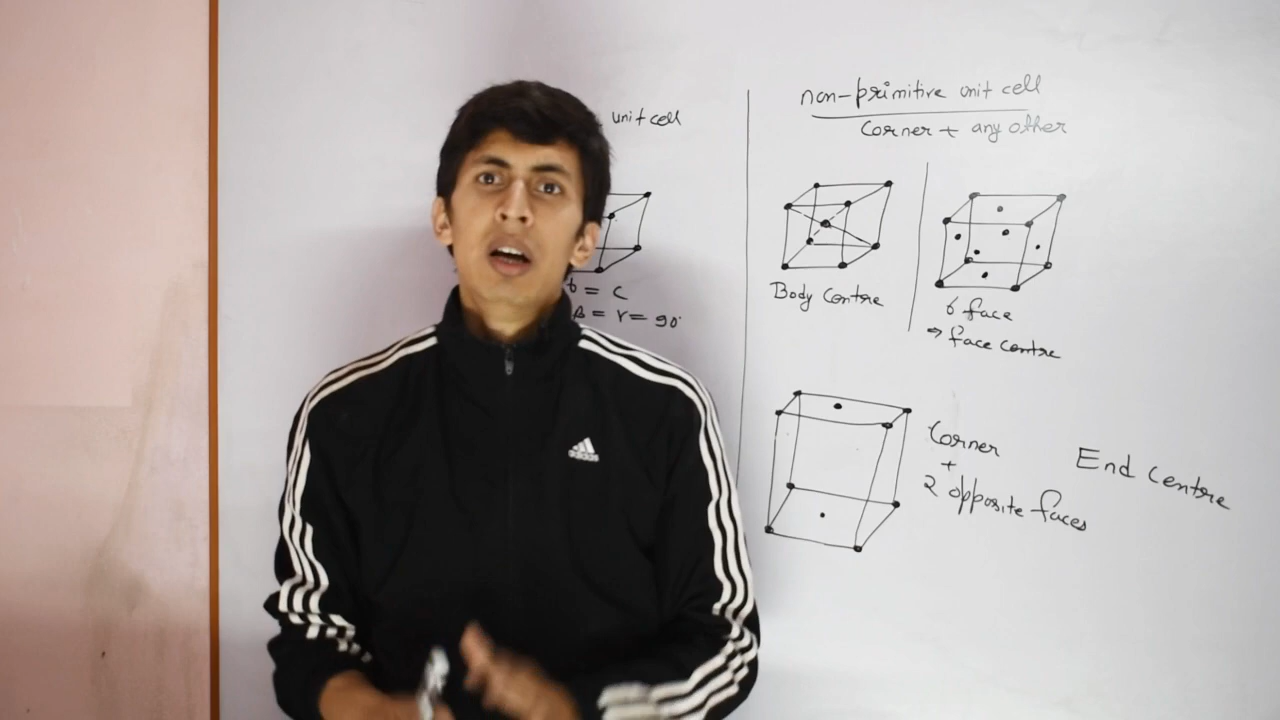 unit cell
b = c
β = γ = 90°
non-primitive unit cell
Corner + any other
Body Centre
6 face
→ face centre
Corner
+
2 opposite faces
End Centre
adidas